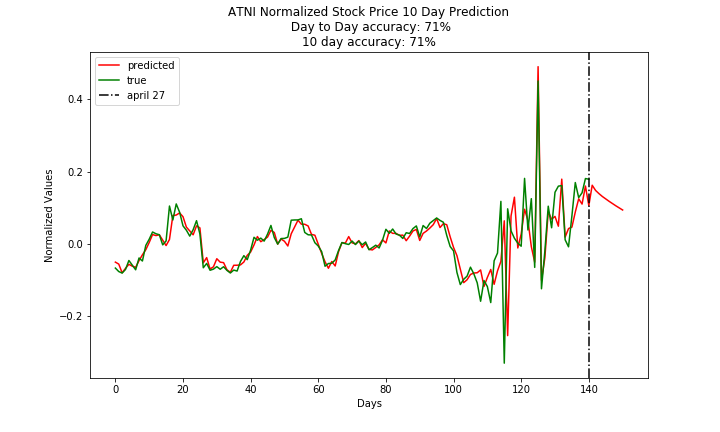 ATNI Normalized Stock Price 10 Day Prediction
Day to Day accuracy: 71%
10 day accuracy: 71%
predicted
true
april 27
0.4
0.2
0.0
−0.2
Normalized Values
0 20 40 60 80 100 120 140
Days